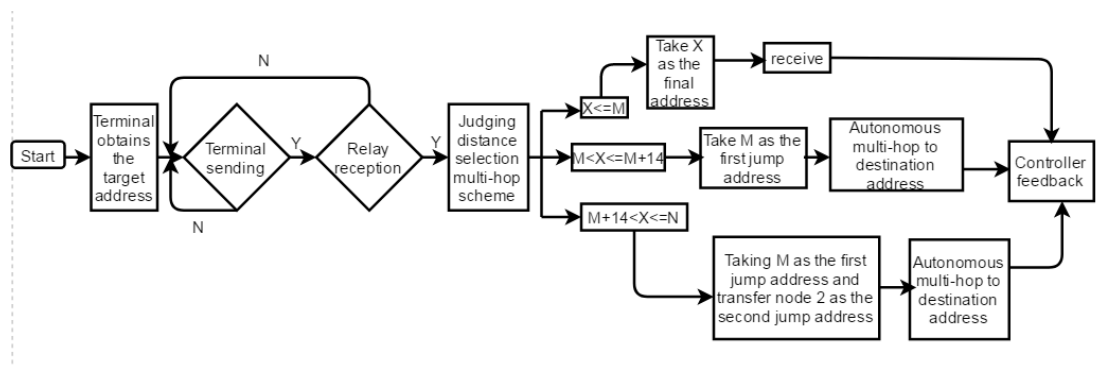 Start
Terminal
obtains
the
target
address
N
Terminal
sending
N
Y
Relay
reception
Y
Judging
distance
selection
multi-hop
scheme
X<=M
Take X
as the
final
address
receive
M<X<=M+14
Take M as the
first jump
address
Autonomous
multi-hop to
destination
address
M+14<X<=N
Taking M as the first
jump address and
transfer node 2 as the
second jump address
Autonomous
multi-hop to
destination
address
Controller
feedback